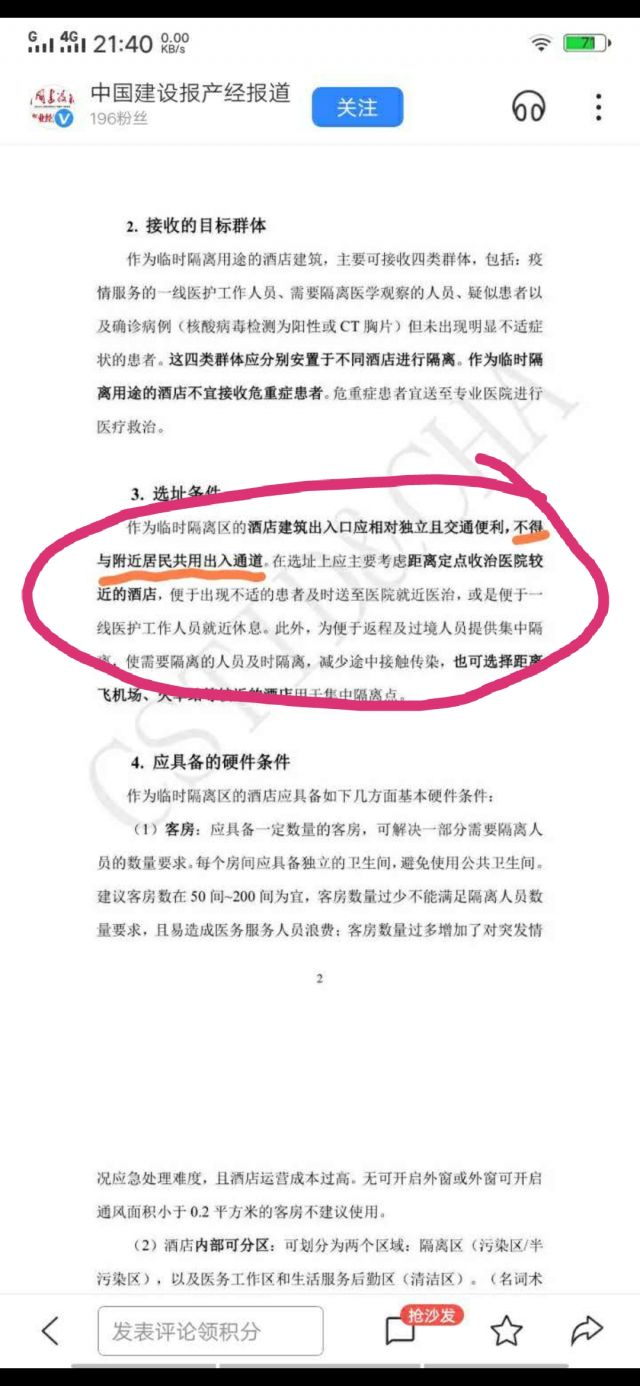 G 4G 21:40 0.00 KB/s 71
中国建设报产经报道
196粉丝
关注
2. 接收的目标群体
作为临时隔离用途的酒店建筑，主要可接收四类群体，包括：疫
情服务的一线医护工作人员、需要隔离医学观察的人员、疑似患者以
及确诊病例（核酸病毒检测为阳性或 CT 胸片）但未出现明显不适症
状的患者。这四类群体应分别安置于不同酒店进行隔离。作为临时隔
离用途的酒店不宜接收危重症患者。危重症患者宜送至专业医院进行
医疗救治。
3. 选址条件
作为临时隔离区的酒店建筑出入口应相对独立且交通便利，不得
与附近居民共用出入通道。在选址上应主要考虑距离定点收治医院较
近的酒店，便于出现不适的患者及时送至医院就近医治，或是便于一
线医护工作人员就近休息。此外，为便于返程及过境人员提供集中隔
离，使需要隔离的人员及时隔离，减少途中接触传染，也可选择距离
飞机场、火车站等较近的酒店用于集中隔离点。
4. 应具备的硬件条件
作为临时隔离区的酒店应具备如下几方面基本硬件条件：
（1）客房：应具备一定数量的客房，可解决一部分需要隔离人
员的数量要求。每个房间应具备独立的卫生间，避免使用公共卫生间。
建议客房数在 50 间~200 间为宜，客房数量过少不能满足隔离人员数
量要求，且易造成医务服务人员浪费；客房数量过多增加了对突发情
2
况应急处理难度，且酒店运营成本过高。无可开启外窗或外窗可开启
通风面积小于 0.2 平方米的客房不建议使用。
（2）酒店内部可分区：可划分为两个区域：隔离区（污染区/半
污染区），以及医务工作区和生活服务后勤区（清洁区）。（名词术
CSTID&CHA
发表评论领积分
抢沙发